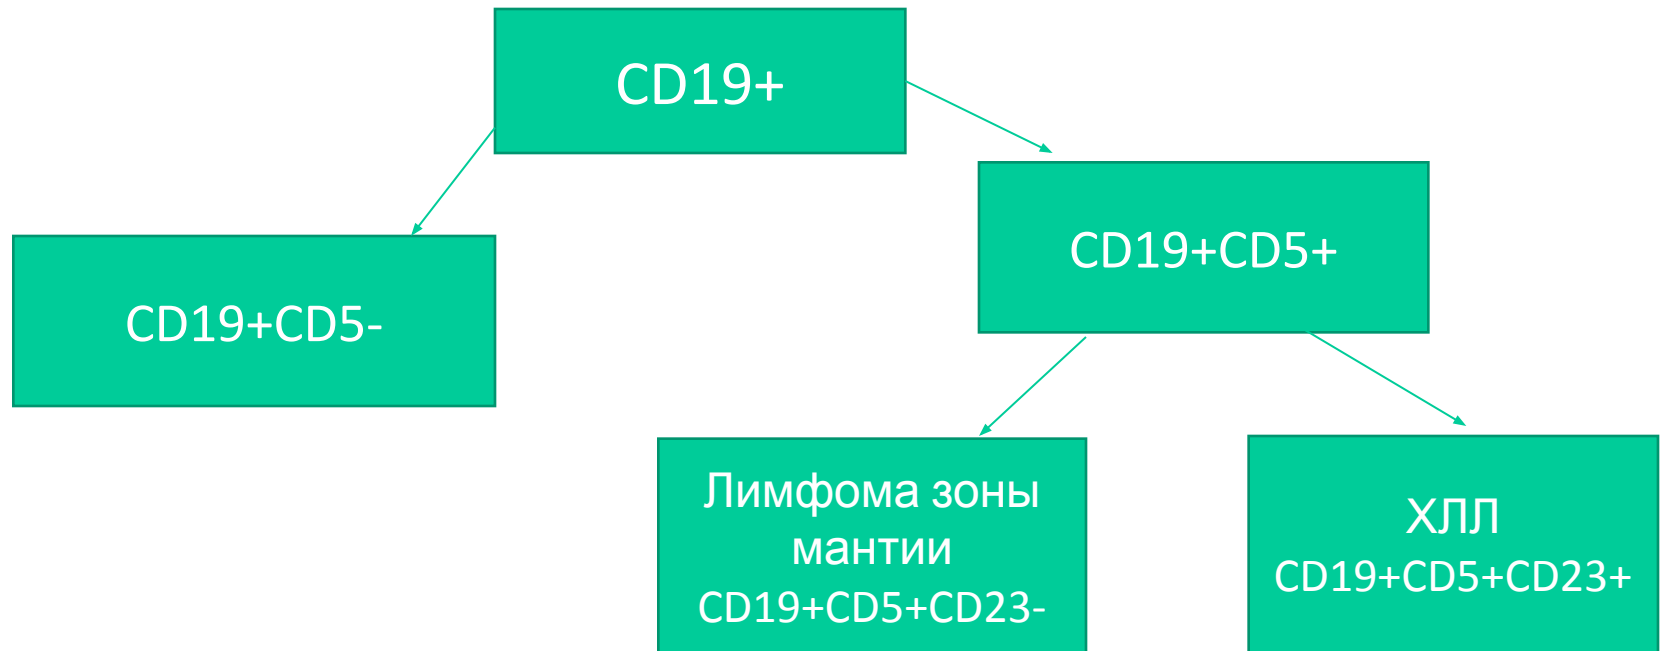 CD19+
CD19+CD5+
CD19+CD5-
Лимфома зоны
мантии
CD19+CD5+CD23-
ХЛЛ
CD19+CD5+CD23+